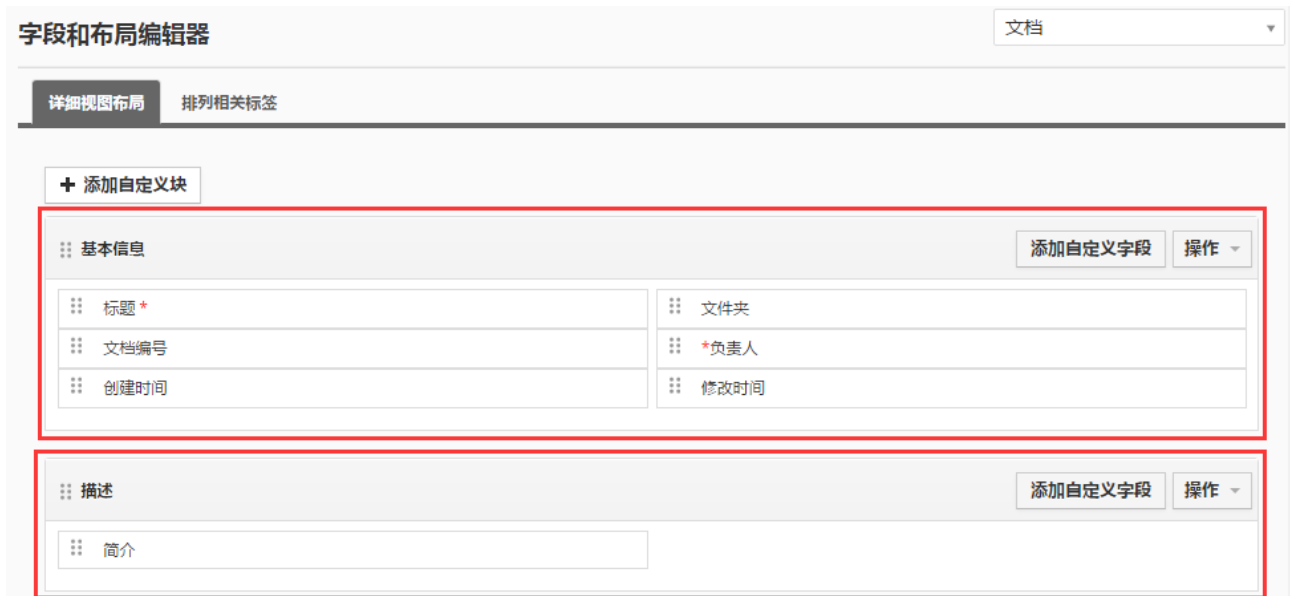 字段和布局编辑器 文档
详细视图布局 排列相关标签
+ 添加自定义块
基本信息 添加自定义字段 操作
标题 * 文件夹
文档编号 *负责人
创建时间 修改时间
描述 添加自定义字段 操作
简介